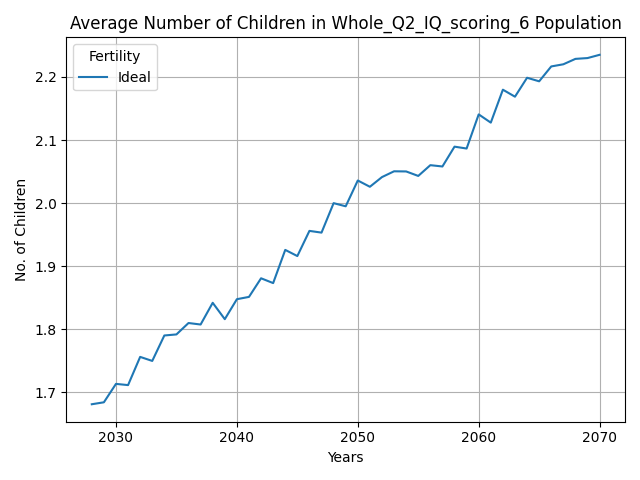 Average Number of Children in Whole_Q2_IQ_scoring_6 Population
Fertility
Ideal
No. of Children
2.2
2.1
2.0
1.9
1.8
1.7
2030 2040 2050 2060 2070
Years